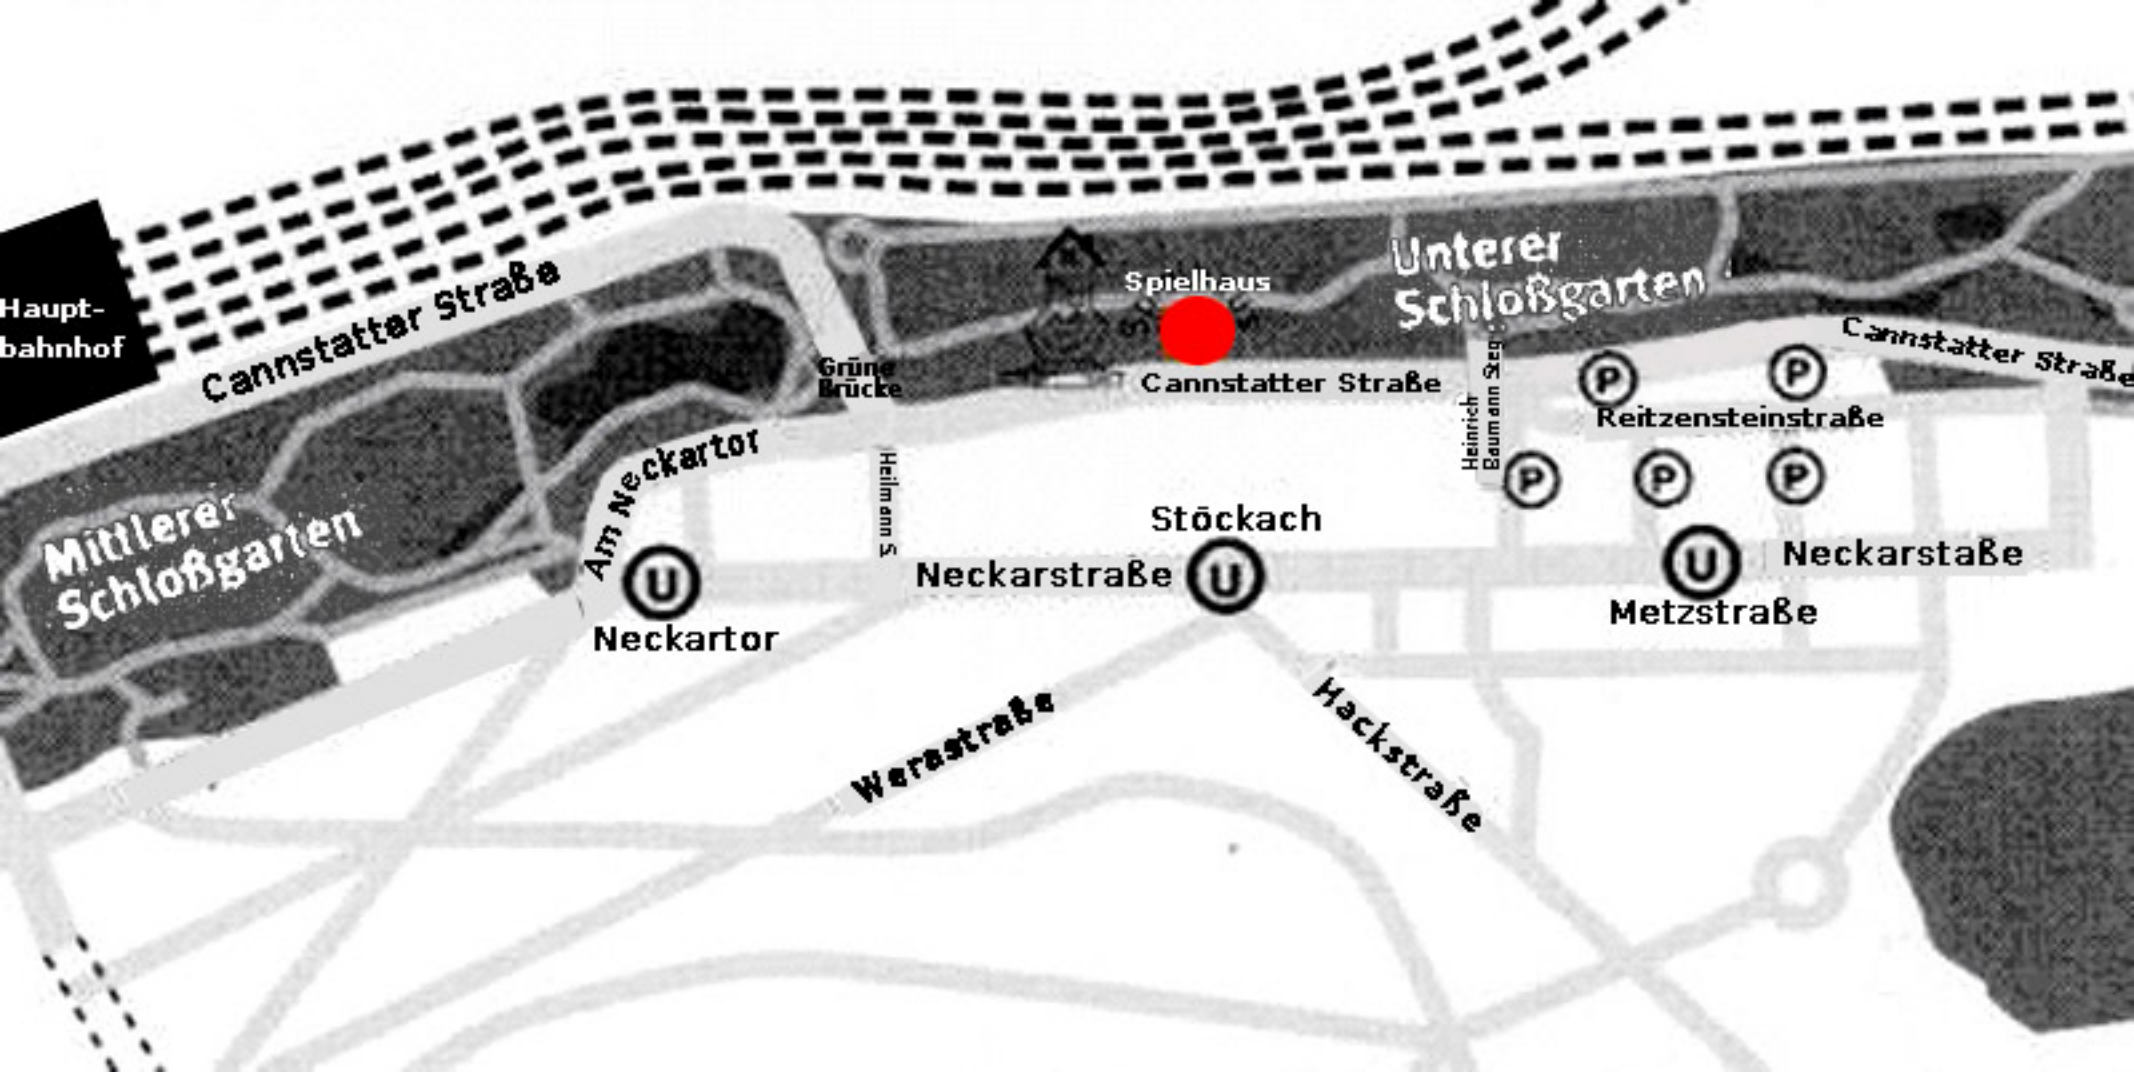 Haupt-
bahnhof
Cannstatter Straße
Spielhaus
Unterer
Schloßgarten
Grüne
Brücke
Cannstatter Straße
Heinrich
Baumann Steg
Cannstatter Straße
P
P
Reitzensteinstraße
P
P
P
Am Neckartor
Heilmann S.
Mittlerer
Schloßgarten
Stöckach
U
Neckartor
Neckarstraße
U
U
Neckarstaße
Metzstraße
Werastraße
Hackstraße